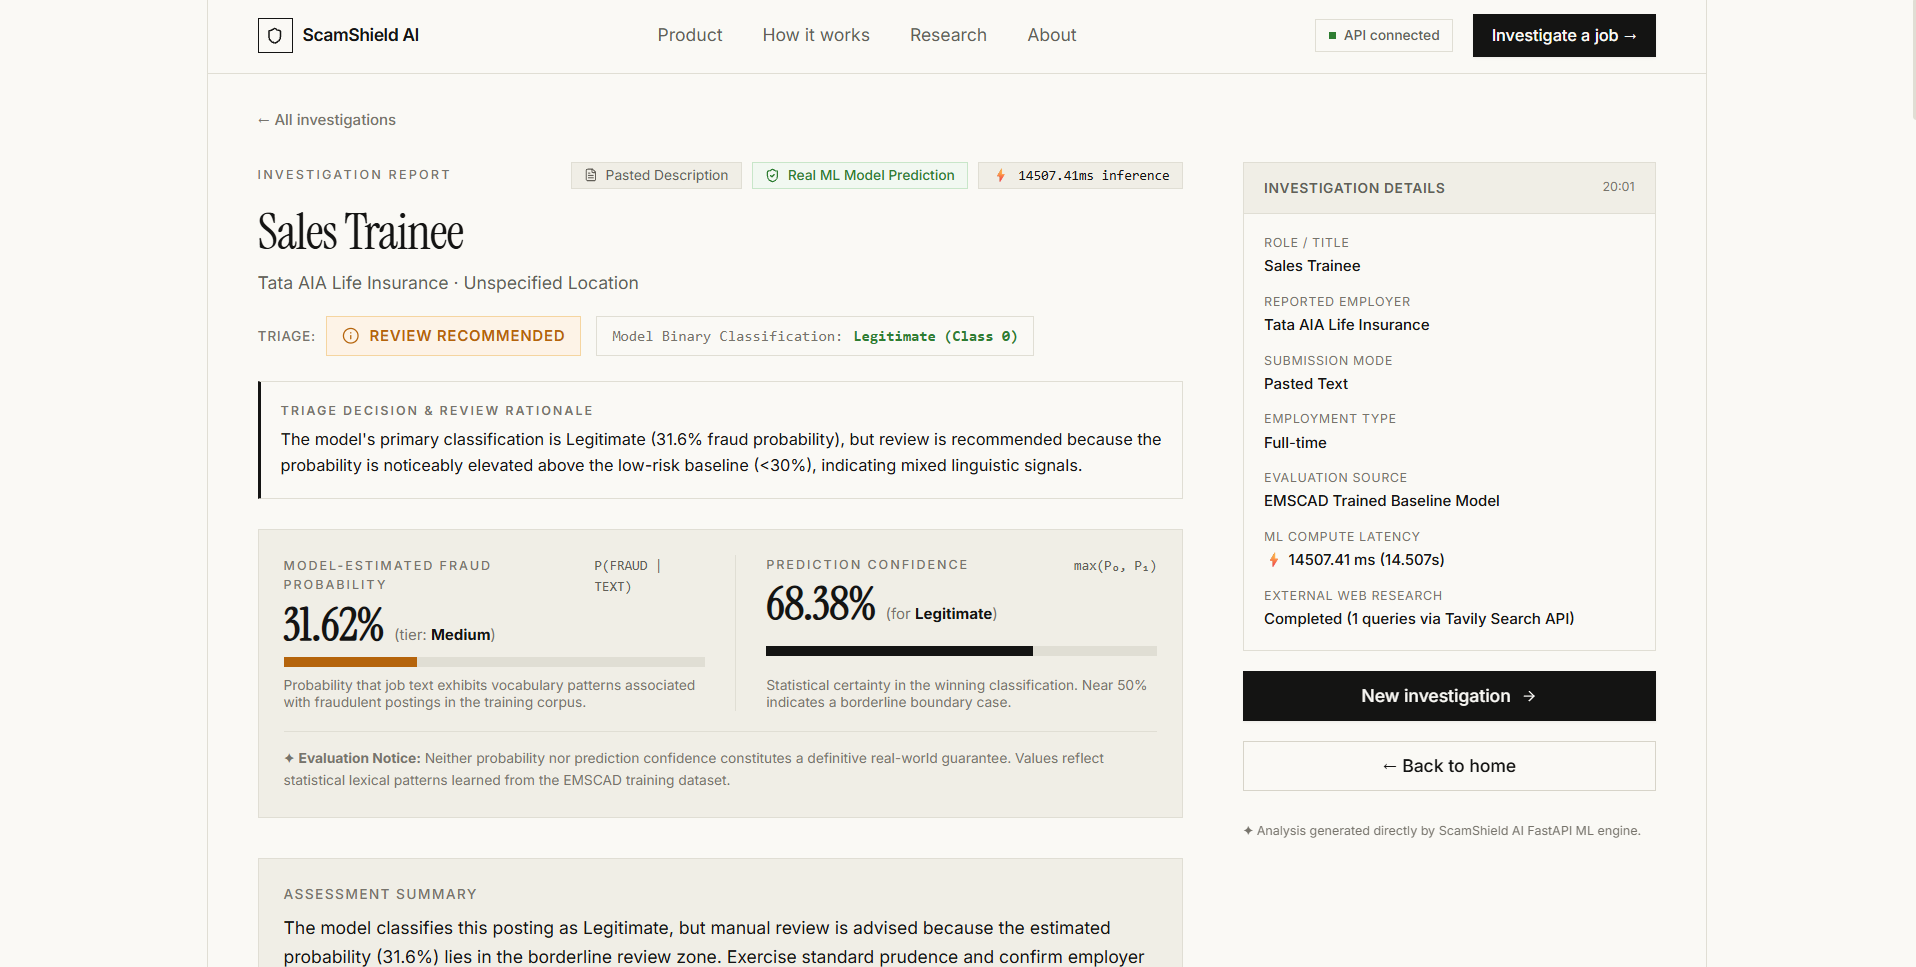 ScamShield AI
Product
How it works
Research
About
API connected
Investigate a job →
← All investigations
INVESTIGATION REPORT
Pasted Description
Real ML Model Prediction
14507.41ms inference
Sales Trainee
Tata AIA Life Insurance · Unspecified Location
TRIAGE:
REVIEW RECOMMENDED
Model Binary Classification: Legitimate (Class 0)
TRIAGE DECISION & REVIEW RATIONALE
The model's primary classification is Legitimate (31.6% fraud probability), but review is recommended because the
probability is noticeably elevated above the low-risk baseline (<30%), indicating mixed linguistic signals.
MODEL-ESTIMATED FRAUD
PROBABILITY
P(FRAUD |
TEXT)
31.62% (tier: Medium)
Probability that job text exhibits vocabulary patterns associated
with fraudulent postings in the training corpus.
PREDICTION CONFIDENCE
max(P₀, P₁)
68.38% (for Legitimate)
Statistical certainty in the winning classification. Near 50%
indicates a borderline boundary case.
✦ Evaluation Notice: Neither probability nor prediction confidence constitutes a definitive real-world guarantee. Values reflect
statistical lexical patterns learned from the EMSCAD training dataset.
ASSESSMENT SUMMARY
The model classifies this posting as Legitimate, but manual review is advised because the estimated
probability (31.6%) lies in the borderline review zone. Exercise standard prudence and confirm employer
INVESTIGATION DETAILS
20:01
ROLE / TITLE
Sales Trainee
REPORTED EMPLOYER
Tata AIA Life Insurance
SUBMISSION MODE
Pasted Text
EMPLOYMENT TYPE
Full-time
EVALUATION SOURCE
EMSCAD Trained Baseline Model
ML COMPUTE LATENCY
14507.41 ms (14.507s)
EXTERNAL WEB RESEARCH
Completed (1 queries via Tavily Search API)
New investigation →
← Back to home
✦ Analysis generated directly by ScamShield AI FastAPI ML engine.